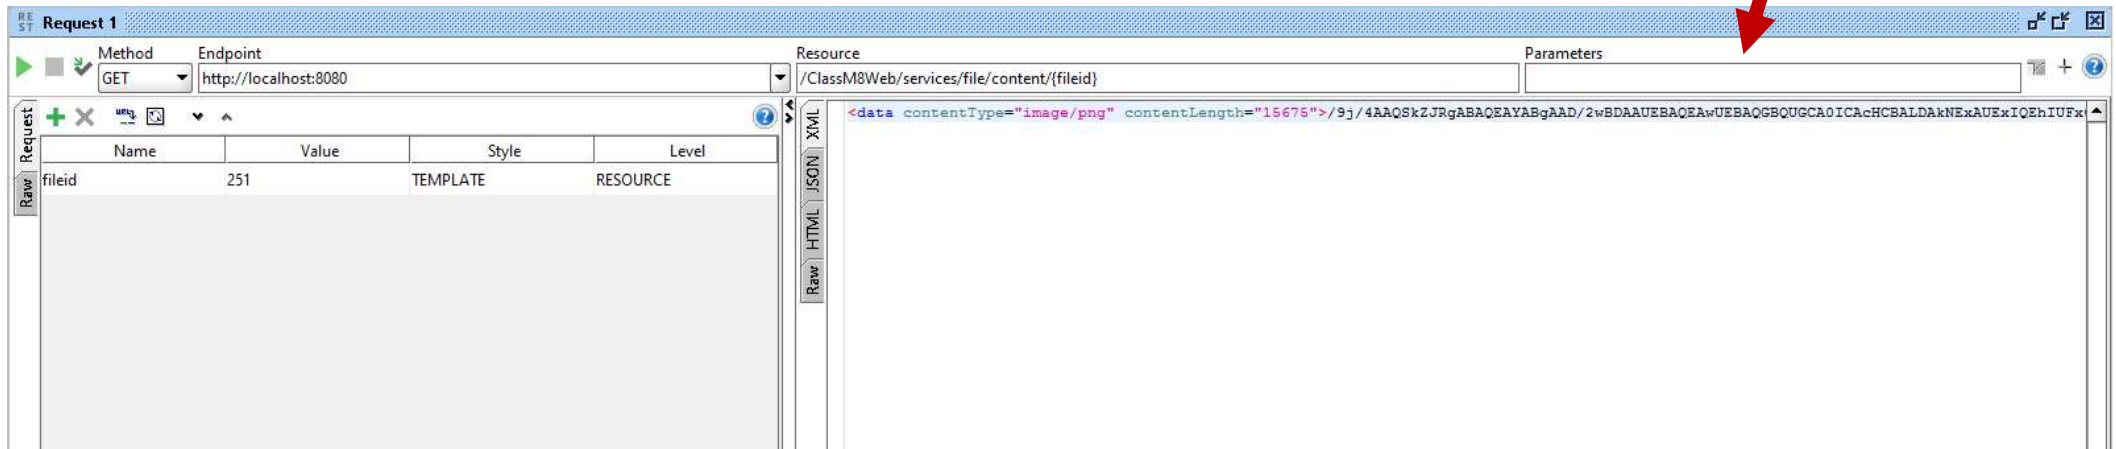 REST Request 1
Method Endpoint Resource Parameters
GET http://localhost:8080 /ClassM8Web/services/file/content/{fileid}
Request
Raw
Name Value Style Level
fileid 251 TEMPLATE RESOURCE
XML
JSON
HTML
Raw
<data contentType="image/png" contentLength="15675">/9j/4AAQSkZJRgABAQEAYABgAAD/2wBDAAUEBAQEAwUEBAQGBQUGCA0ICAcHCBALDAkNExAUExIQEhIUFx